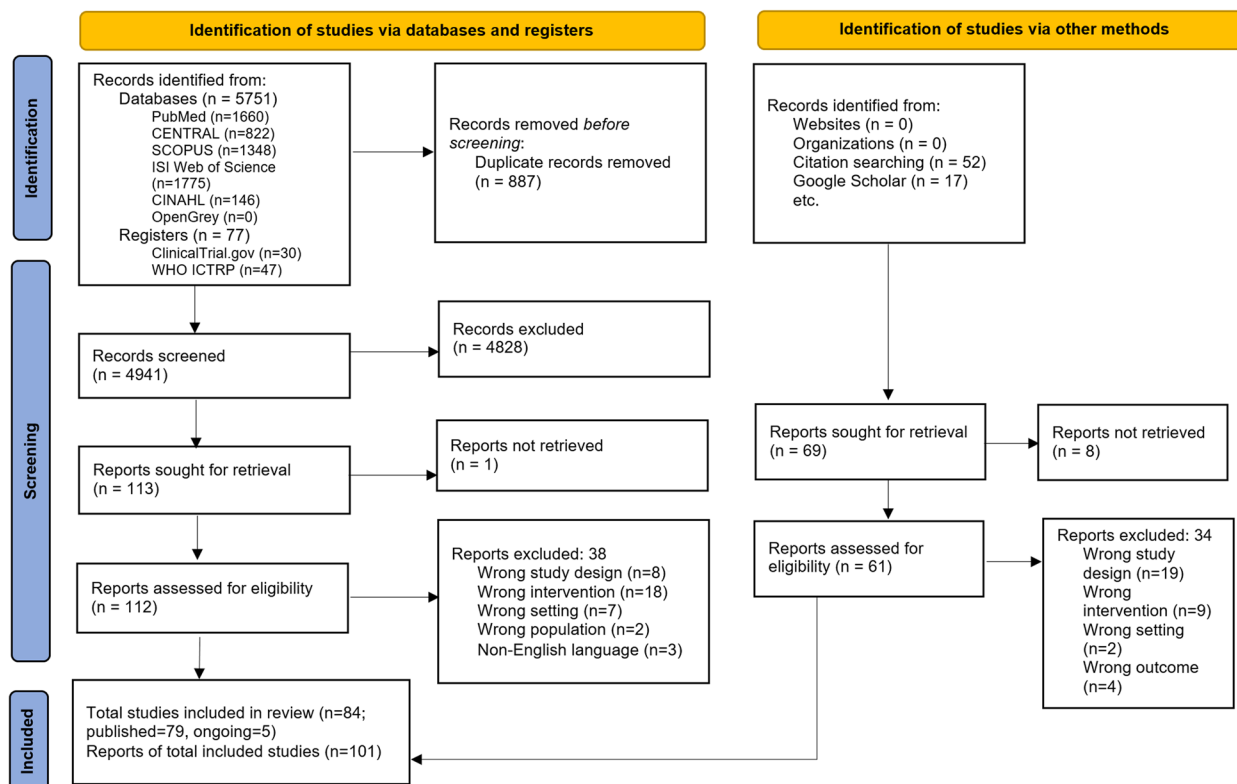 Identification of studies via databases and registers
Identification of studies via other methods
Identification
Records identified from:
Databases (n = 5751)
PubMed (n=1660)
CENTRAL (n=822)
SCOPUS (n=1348)
ISI Web of Science
(n=1775)
CINAHL (n=146)
OpenGrey (n=0)
Registers (n = 77)
ClinicalTrial.gov (n=30)
WHO ICTRP (n=47)
Records removed before
screening:
Duplicate records removed
(n = 887)
Records identified from:
Websites (n = 0)
Organizations (n = 0)
Citation searching (n = 52)
Google Scholar (n = 17)
etc.
Screening
Records screened
(n = 4941)
Records excluded
(n = 4828)
Reports sought for retrieval
(n = 113)
Reports not retrieved
(n = 1)
Reports sought for retrieval
(n = 69)
Reports not retrieved
(n = 8)
Reports assessed for eligibility
(n = 112)
Reports excluded: 38
Wrong study design (n=8)
Wrong intervention (n=18)
Wrong setting (n=7)
Wrong population (n=2)
Non-English language (n=3)
Reports assessed for
eligibility (n = 61)
Reports excluded: 34
Wrong study
design (n=19)
Wrong
intervention (n=9)
Wrong setting
(n=2)
Wrong outcome
(n=4)
Included
Total studies included in review (n=84;
published=79, ongoing=5)
Reports of total included studies (n=101)